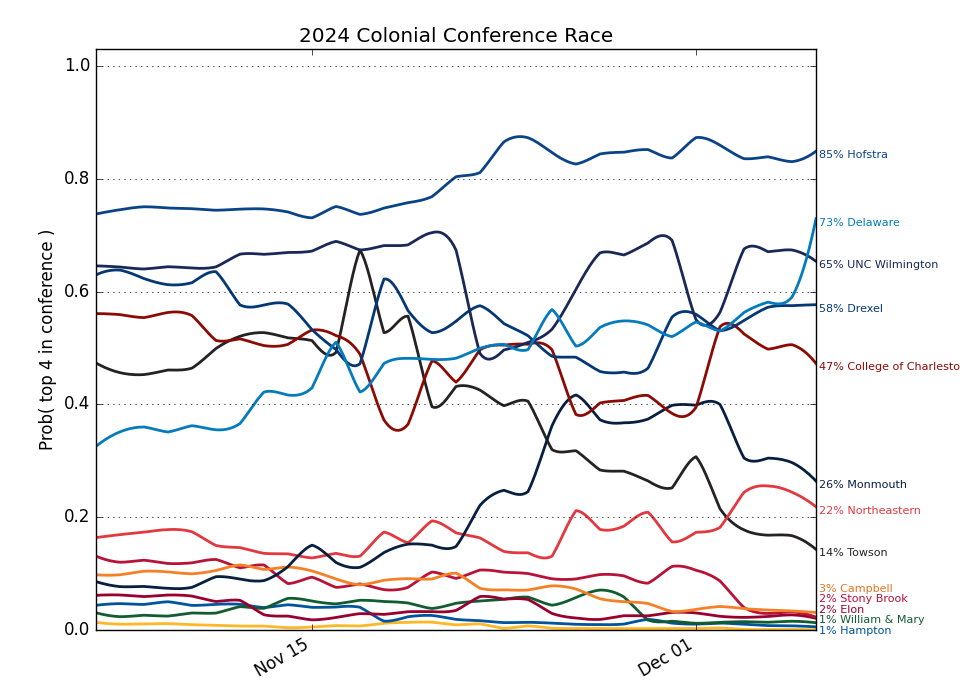 2024 Colonial Conference Race
Prob( top 4 in conference )
1.0
0.8
0.6
0.4
0.2
0.0
Nov 15
Dec 01
85% Hofstra
73% Delaware
65% UNC Wilmington
58% Drexel
47% College of Charlesto
26% Monmouth
22% Northeastern
14% Towson
3% Campbell
2% Stony Brook
2% Elon
1% William & Mary
1% Hampton